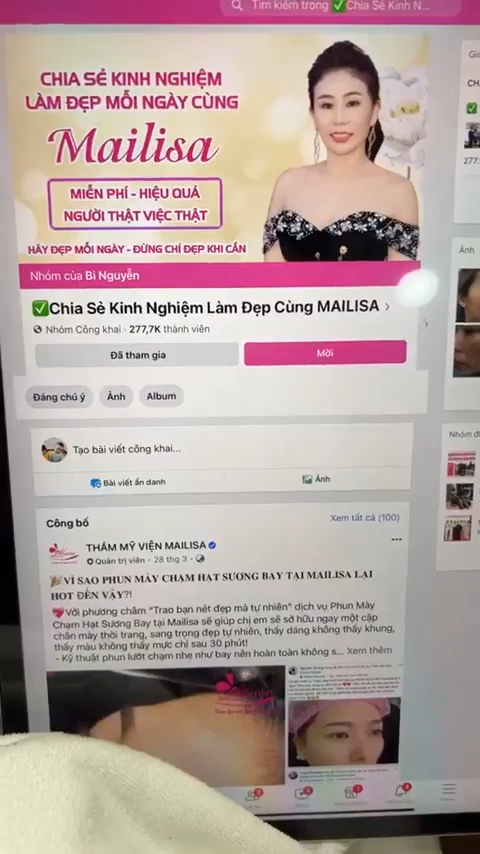 Tìm kiếm trong ✅Chia Sẻ Kinh N...
CHIA SẺ KINH NGHIỆM
LÀM ĐẸP MỖI NGÀY CÙNG
Mailisa
MIỄN PHÍ - HIỆU QUẢ
NGƯỜI THẬT VIỆC THẬT
HÃY ĐẸP MỖI NGÀY - ĐỪNG CHỈ ĐẸP KHI CẦN
Nhóm của Bi Nguyễn
✅Chia Sẻ Kinh Nghiệm Làm Đẹp Cùng MAILISA >
Nhóm Công khai · 277,7K thành viên
Đã tham gia
Mời
Đáng chú ý
Ảnh
Album
Tạo bài viết công khai...
Bài viết ẩn danh
Ảnh
Công bố
Xem tất cả (100)
THẨM MỸ VIỆN MAILISA
Quản trị viên · 28 thg 3 ·
VÌ SAO PHUN MÀY CHẠM HẠT SƯƠNG BAY TẠI MAILISA LẠI
HOT ĐẾN VẬY?!
Với phương châm "Trao bạn nét đẹp mà tự nhiên" dịch vụ Phun Mày
Chạm Hạt Sương Bay tại Mailisa sẽ giúp chị em sẽ sở hữu ngay một cặp
chân mày thời trang, sang trọng đẹp tự nhiên, thấy dáng không thấy khung,
thấy màu không thấy mực chỉ sau 30 phút!
- Kỹ thuật phun lướt chạm nhẹ như bay nên hoàn toàn không s... Xem thêm
277,
Ảnh